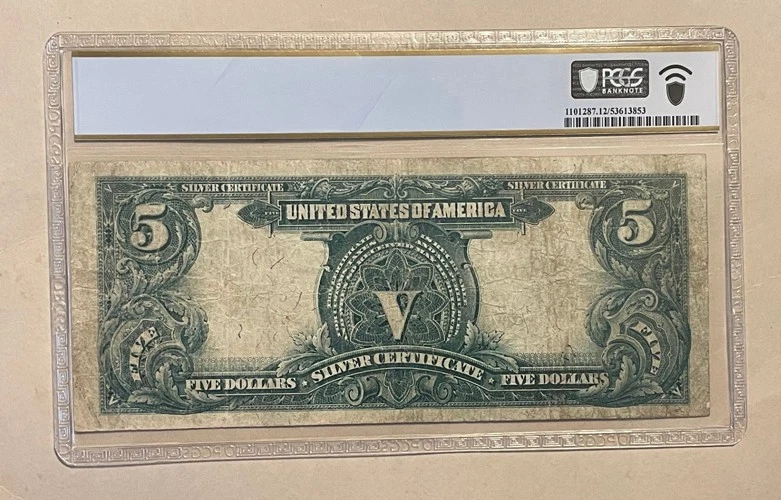 PCGS
BANKNOTE
1101287.12/53613853
SILVER CERTIFICATE
SILVER CERTIFICATE
UNITED STATES OF AMERICA
5
5
V
FIVE
FIVE
SILVER CERTIFICATE
FIVE DOLLARS
FIVE DOLLARS